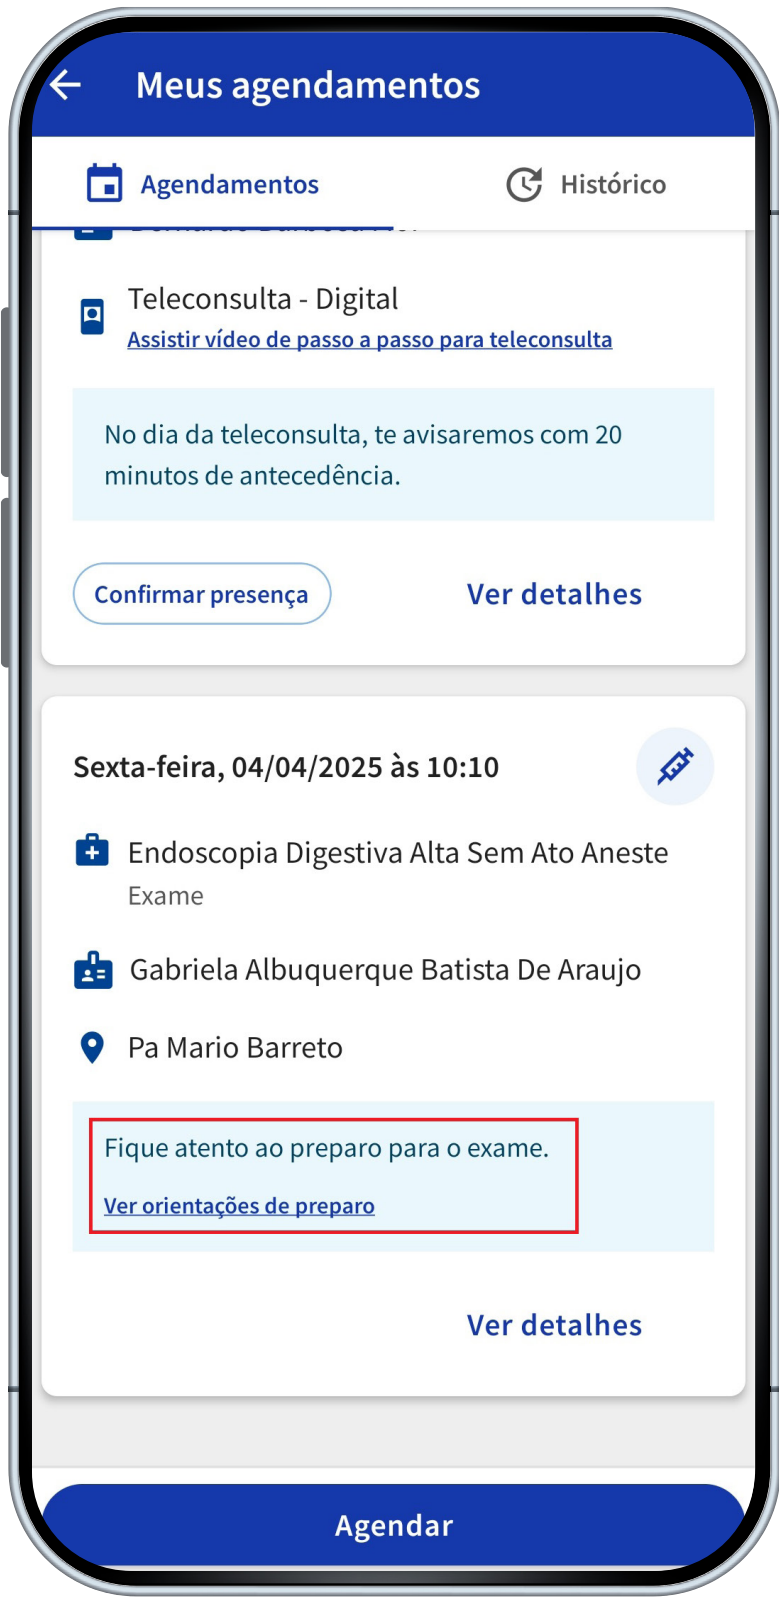 Meus agendamentos
Agendamentos
Histórico
Teleconsulta - Digital
Assistir vídeo de passo a passo para teleconsulta
No dia da teleconsulta, te avisaremos com 20
minutos de antecedência.
Confirmar presença
Ver detalhes
Sexta-feira, 04/04/2025 às 10:10
Endoscopia Digestiva Alta Sem Ato Aneste
Exame
Gabriela Albuquerque Batista De Araujo
Pa Mario Barreto
Fique atento ao preparo para o exame.
Ver orientações de preparo
Ver detalhes
Agendar